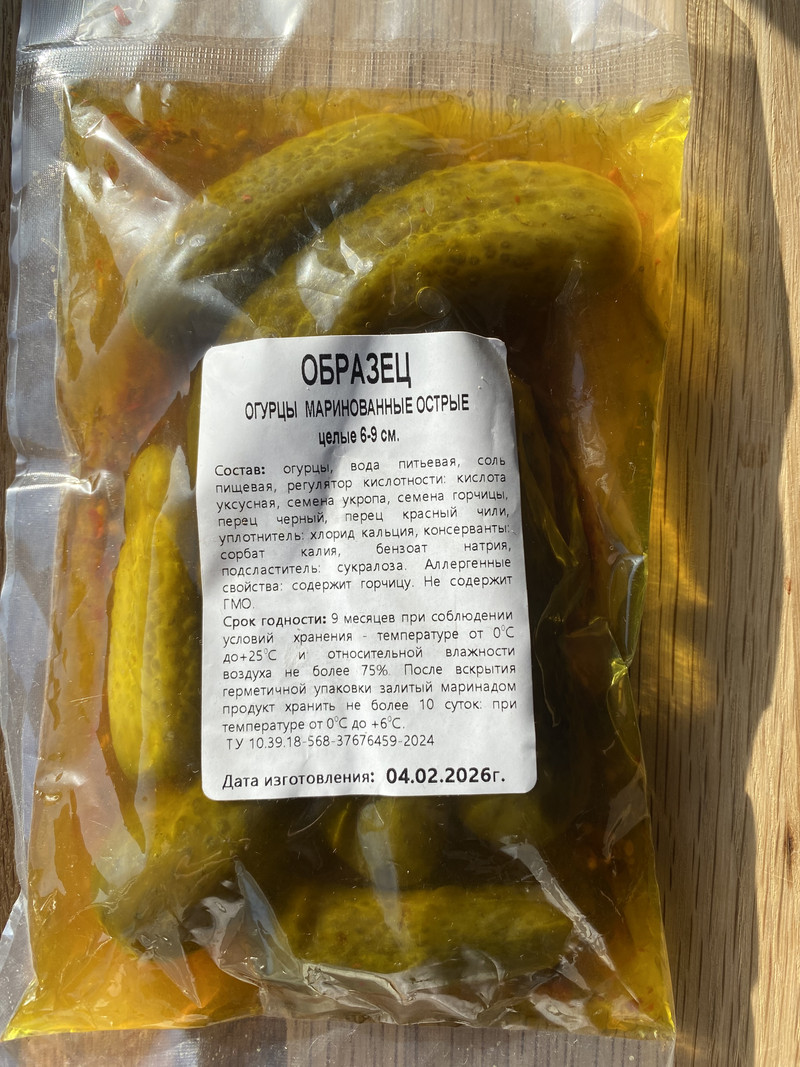 ОБРАЗЕЦ
ОГУРЦЫ МАРИНОВАННЫЕ ОСТРЫЕ
целые 6-9 см.
Состав: огурцы, вода питьевая, соль
пищевая, регулятор кислотности: кислота
уксусная, семена укропа, семена горчицы,
перец черный, перец красный чили,
уплотнитель: хлорид кальция, консерванты:
сорбат калия, бензоат натрия,
подсластитель: сукралоза. Аллергенные
свойства: содержит горчицу. Не содержит
ГМО.
Срок годности: 9 месяцев при соблюдении
условий хранения - температуре от 0°С
до+25°С и относительной влажности
воздуха не более 75%. После вскрытия
герметичной упаковки залитый маринадом
продукт хранить не более 10 суток: при
температуре от 0°С до +6°С.
ТУ 10.39.18-568-37676459-2024
Дата изготовления: 04.02.2026г.